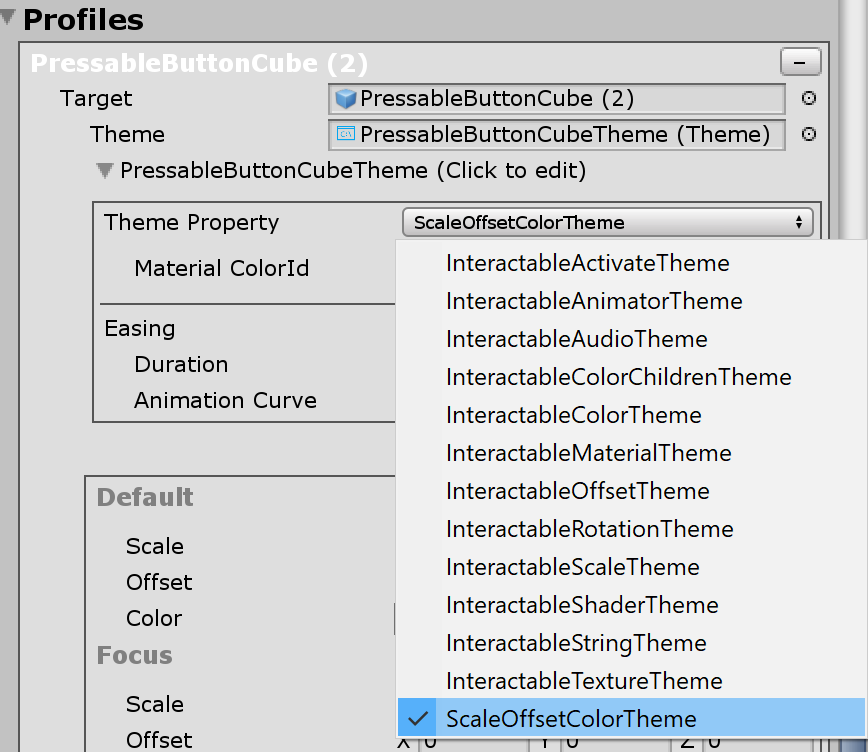 Profiles
PressableButtonCube (2)
Target PressableButtonCube (2)
Theme PressableButtonCubeTheme (Theme)
PressableButtonCubeTheme (Click to edit)
Theme Property ScaleOffsetColorTheme
Material ColorId
Easing
Duration
Animation Curve
Default
Scale
Offset
Color
Focus
Scale
Offset X 0 Y 0 Z 0
InteractableActivateTheme
InteractableAnimatorTheme
InteractableAudioTheme
InteractableColorChildrenTheme
InteractableColorTheme
InteractableMaterialTheme
InteractableOffsetTheme
InteractableRotationTheme
InteractableScaleTheme
InteractableShaderTheme
InteractableStringTheme
InteractableTextureTheme
ScaleOffsetColorTheme